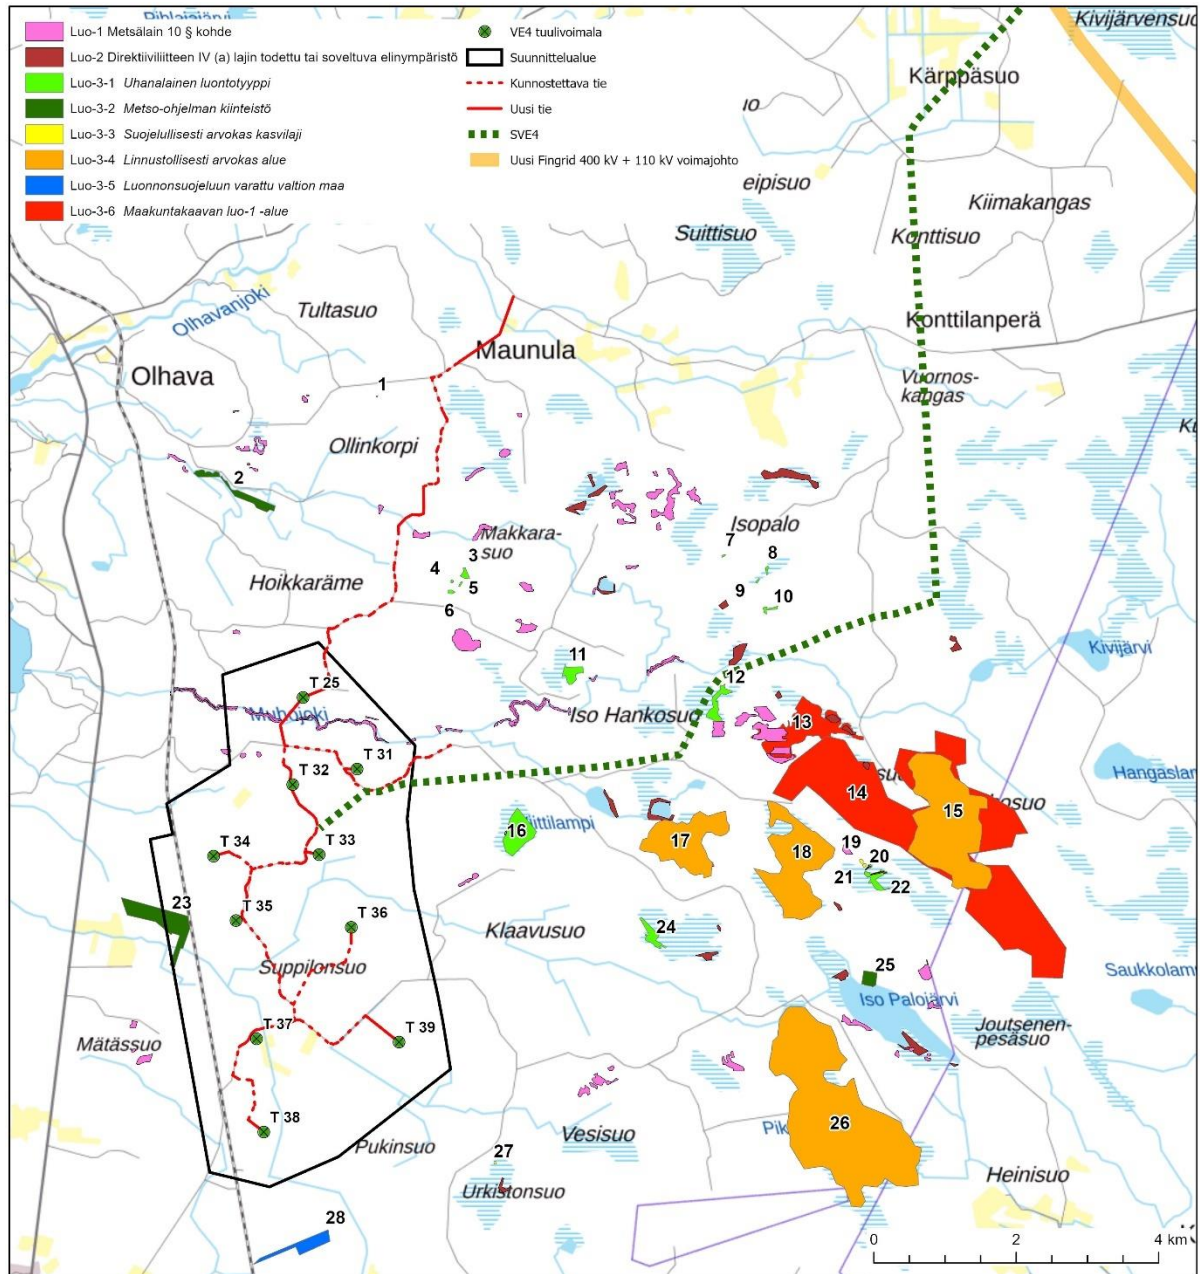 Pihlajajärvi
Kivijärvensuo
Luo-1 Metsälain 10 § kohde
Luo-2 Direktiiviliitteen IV (a) lajin todettu tai soveltuva elinympäristö
Luo-3-1 Uhanalainen luontotyyppi
Luo-3-2 Metso-ohjelman kiinteistö
Luo-3-3 Suojelullisesti arvokas kasvilaji
Luo-3-4 Linnustollisesti arvokas alue
Luo-3-5 Luonnonsuojeluun varattu valtion maa
Luo-3-6 Maakuntakaavan luo-1 -alue
VE4 tuulivoimala
Suunnittelualue
Kunnostettava tie
Uusi tie
SVE4
Uusi Fingrid 400 kV + 110 kV voimajohto
Kärppäsuo
eipisuo
Kiimakangas
Suittisuo
Konttisuo
Olhavanjoki
Tultasuo
Konttilanperä
Maunula
Olhava
1
Vuornos-
kangas
Ollinkorpi
2
Makkara-
suo
Isopalo
3
4
5
6
7
8
9
10
Hoikkaräme
Kivijärvi
11
12
T 25
Muhojoki
Iso Hankosuo
13
T 31
T 32
14
15
16
17
18
19
20
21
22
T 33
T 34
T 35
T 36
23
24
Klaavusuo
Suppilonsuo
25
Iso Palojärvi
Saukkolam
Joutsenen-
pesäsuo
T 37
T 39
Mätässuo
T 38
Pukinsuo
Vesisuo
26
Pik
27
Urkistonsuo
Heinisuo
28
0 2 4 km